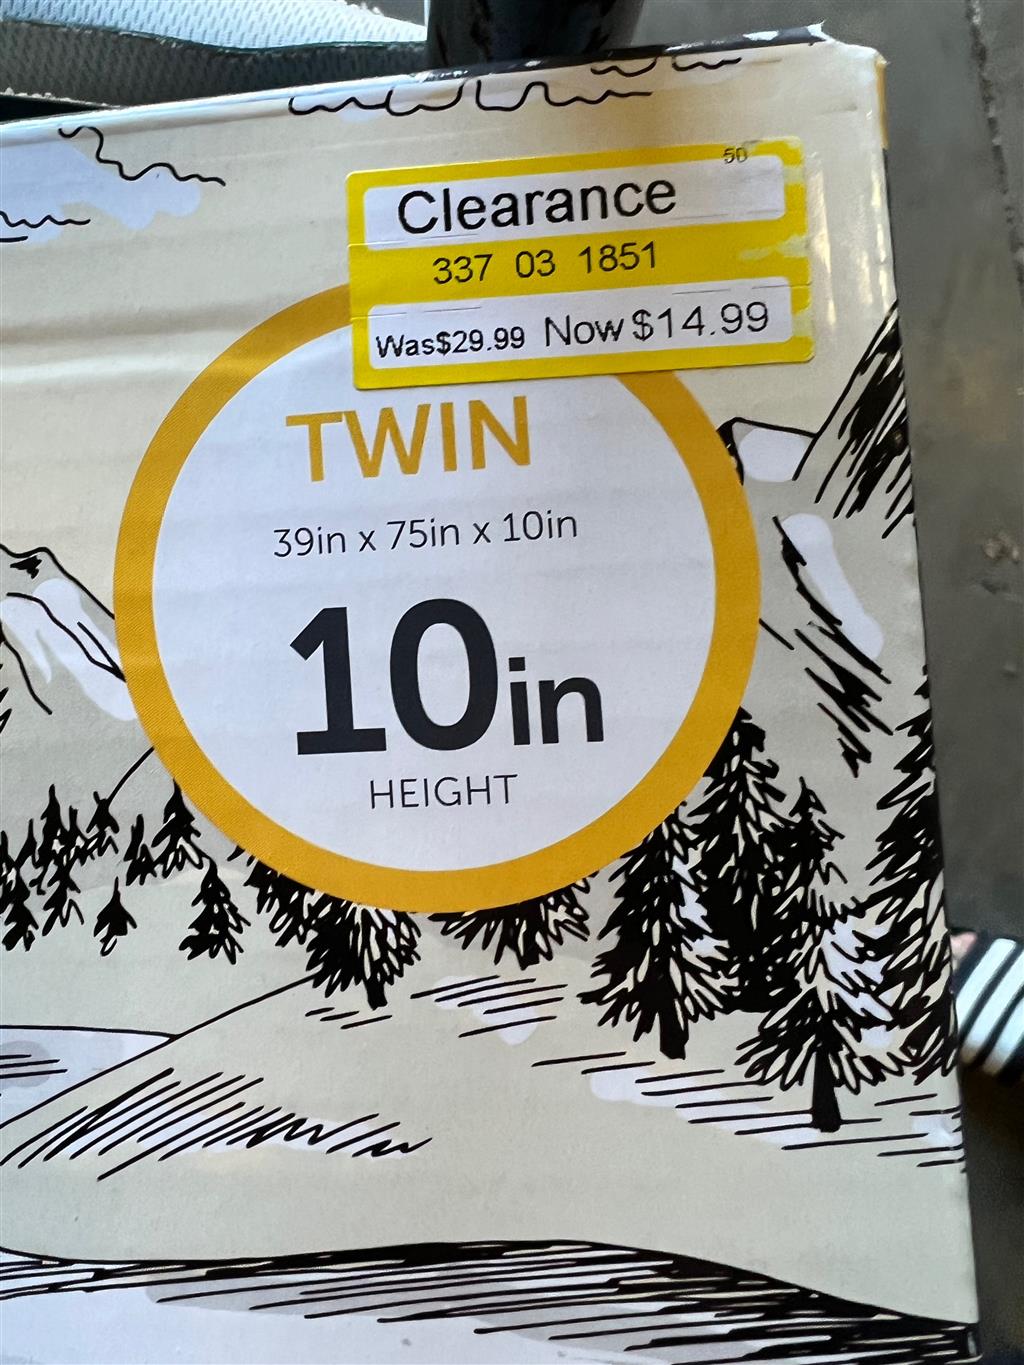 50
Clearance
337 03 1851
Was$29.99 Now$14.99
TWIN
39in x 75in x 10in
10in
HEIGHT